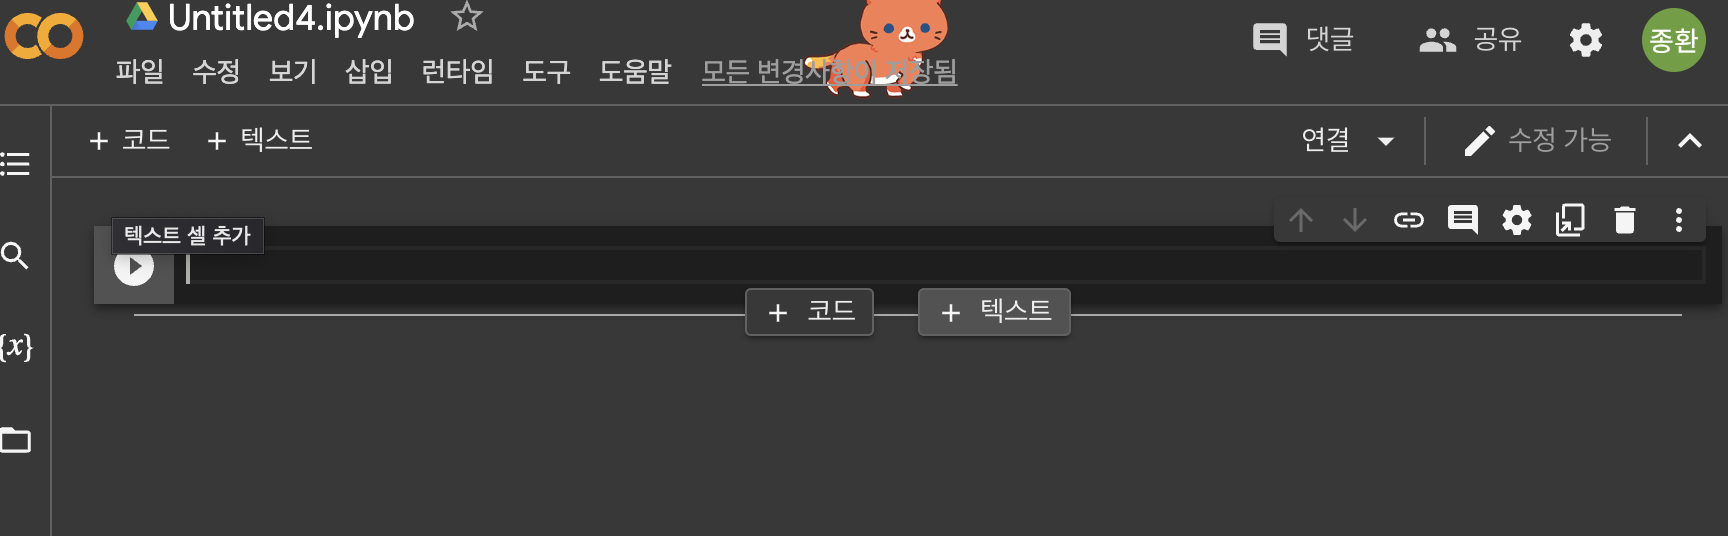 Untitled4.ipynb
댓글 공유 종환
파일 수정 보기 삽입 런타임 도구 도움말 모든 변경사항이 저장됨
+ 코드 + 텍스트 연결 수정 가능
텍스트 셀 추가
{x}
+ 코드 + 텍스트